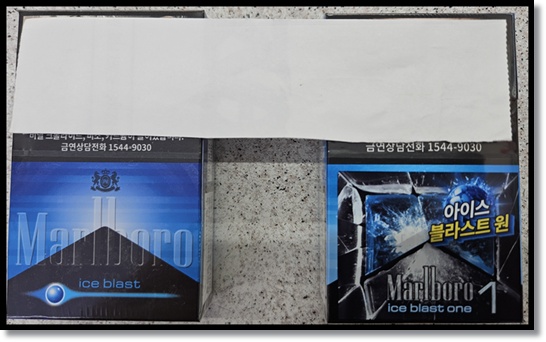 금연상담전화 1544-9030
Marlboro
ice blast
금연상담전화 1544-9030
아이스
블라스트 원
Marlboro
ice blast one 1